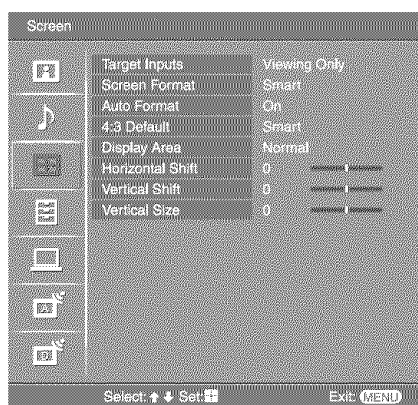 Screen
Target Inputs Viewing Only
Screen Format Smart
Auto Format On
4:3 Default Smart
Display Area Normal
Horizontal Shift 0
Vertical Shift 0
Vertical Size 0
A
D
Select: Set: Exit: MENU